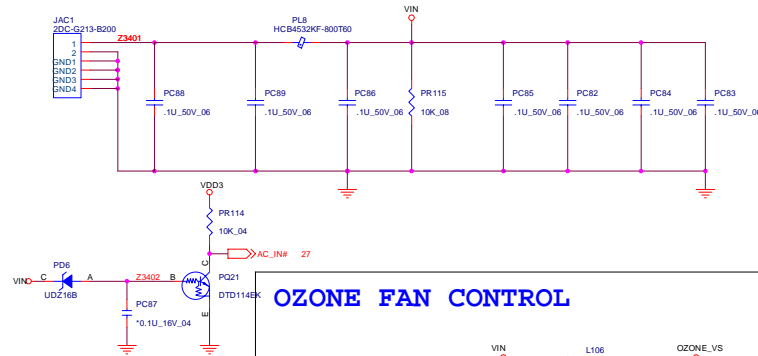 VIN
JAC1
2DC-G213-B200
PL8
HCB4532KF-800T60
Z3401
1
2
GND1
GND2
GND3
GND4
PC88
.1U_50V_06
PC89
.1U_50V_06
PC86
.1U_50V_06
PR115
10K_08
PC85
.1U_50V_06
PC82
.1U_50V_06
PC84
.1U_50V_06
PC83
.1U_50V_06
VDD3
PR114
10K_04
AC_IN# 27
PD6
VIN C A Z3402 B C PQ21
UDZ16B
DTD114EK
E
PC87
*0.1U_16V_04
OZONE FAN CONTROL
VIN L106 OZONE_VS